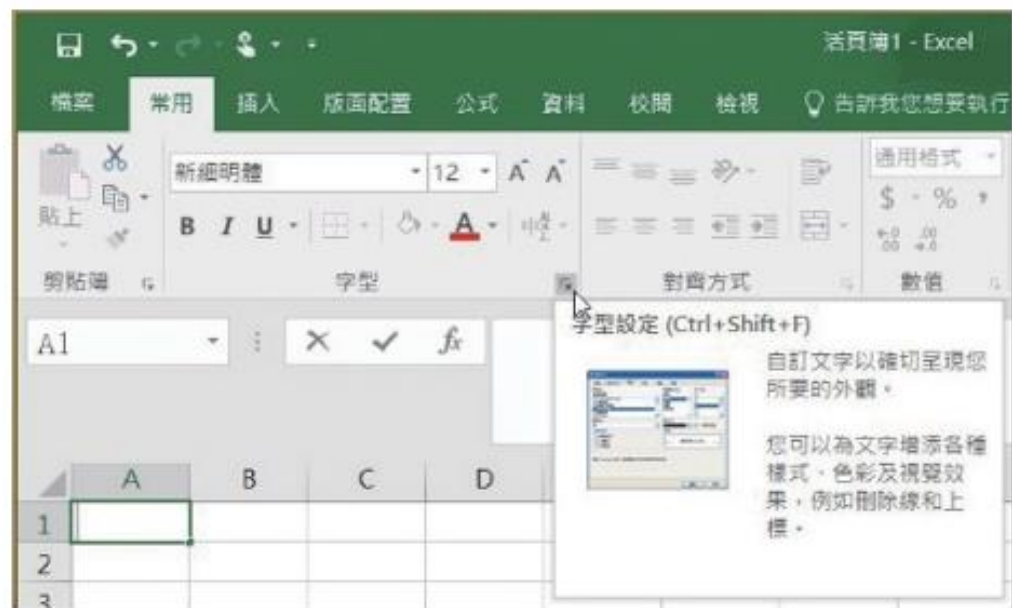 活頁簿1 - Excel
檔案 常用 插入 版面配置 公式 資料 校閱 檢視 告訴我您想要執行
貼上
新細明體 12 A A
B I U A
通用格式
$ % ,
剪貼簿 字型 對齊方式 數值
A1 fx
字型設定 (Ctrl+Shift+F)
自訂文字以確切呈現您
所要的外觀。
您可以為文字增添各種
樣式、色彩及視覺效
果，例如刪除線和上
標。
A B C D
1
2
3